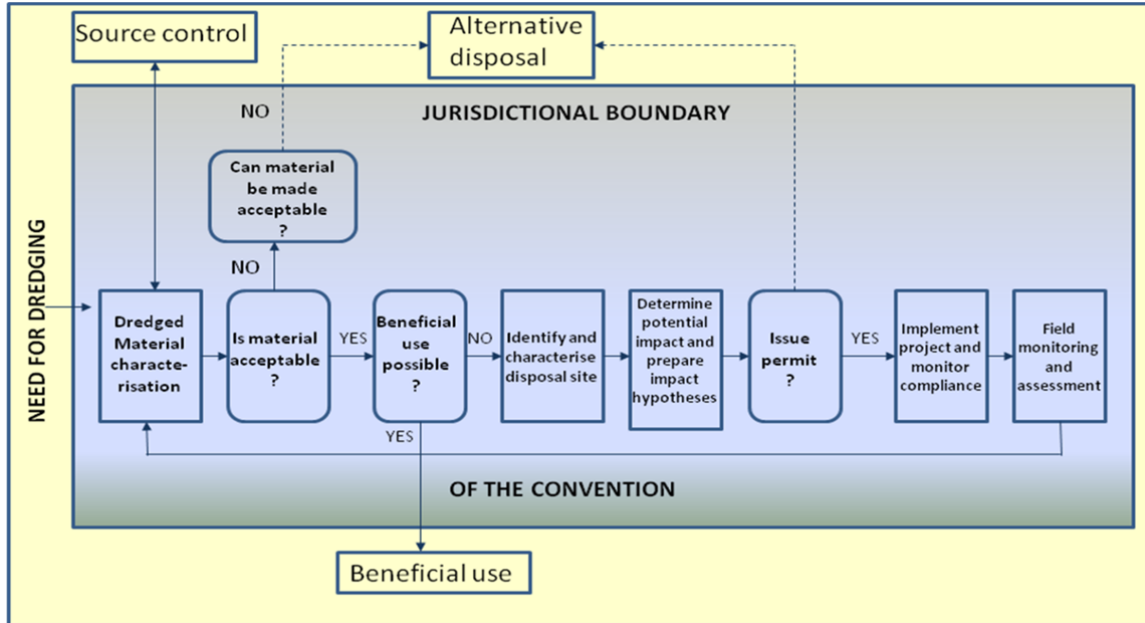 Source control
Alternative
disposal
NO
JURISDICTIONAL BOUNDARY
Can material
be made
acceptable
?
NO
NEED FOR DREDGING
Dredged
Material
characte-
risation
Is material
acceptable
?
YES
Beneficial
use
possible
?
NO
Identify and
characterise
disposal site
Determine
potential
impact and
prepare
impact
hypotheses
Issue
permit
?
YES
Implement
project and
monitor
compliance
Field
monitoring
and
assessment
YES
OF THE CONVENTION
Beneficial use